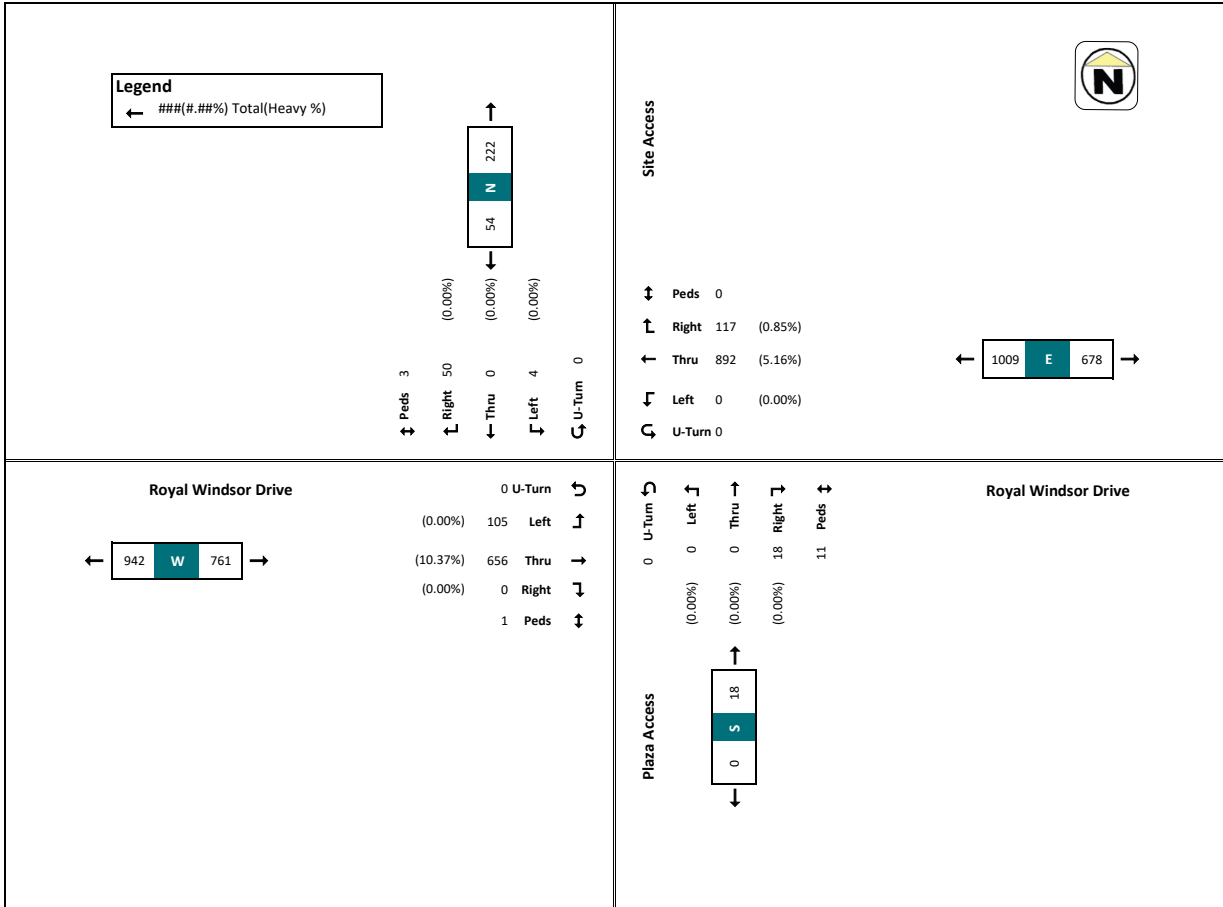 Legend
← ###(#.##%) Total(Heavy %)
222
N
54
(0.00%)
(0.00%)
(0.00%)
Peds 3
Right 50
Thru 0
Left 4
U-Turn 0
Site Access
N
Peds 0
Right 117 (0.85%)
Thru 892 (5.16%)
Left 0 (0.00%)
U-Turn 0
1009 E 678
Royal Windsor Drive
942 W 761
0 U-Turn
(0.00%) 105 Left
(10.37%) 656 Thru
(0.00%) 0 Right
1 Peds
0 U-Turn
(0.00%) 0 Left
(0.00%) 0 Thru
(0.00%) 18 Right
11 Peds
Plaza Access
18
S
0
Royal Windsor Drive